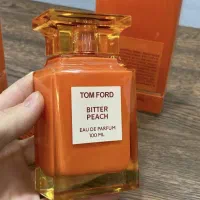 TOM FORD
BITTER
PEACH
EAU DE PARFUM
100 ML